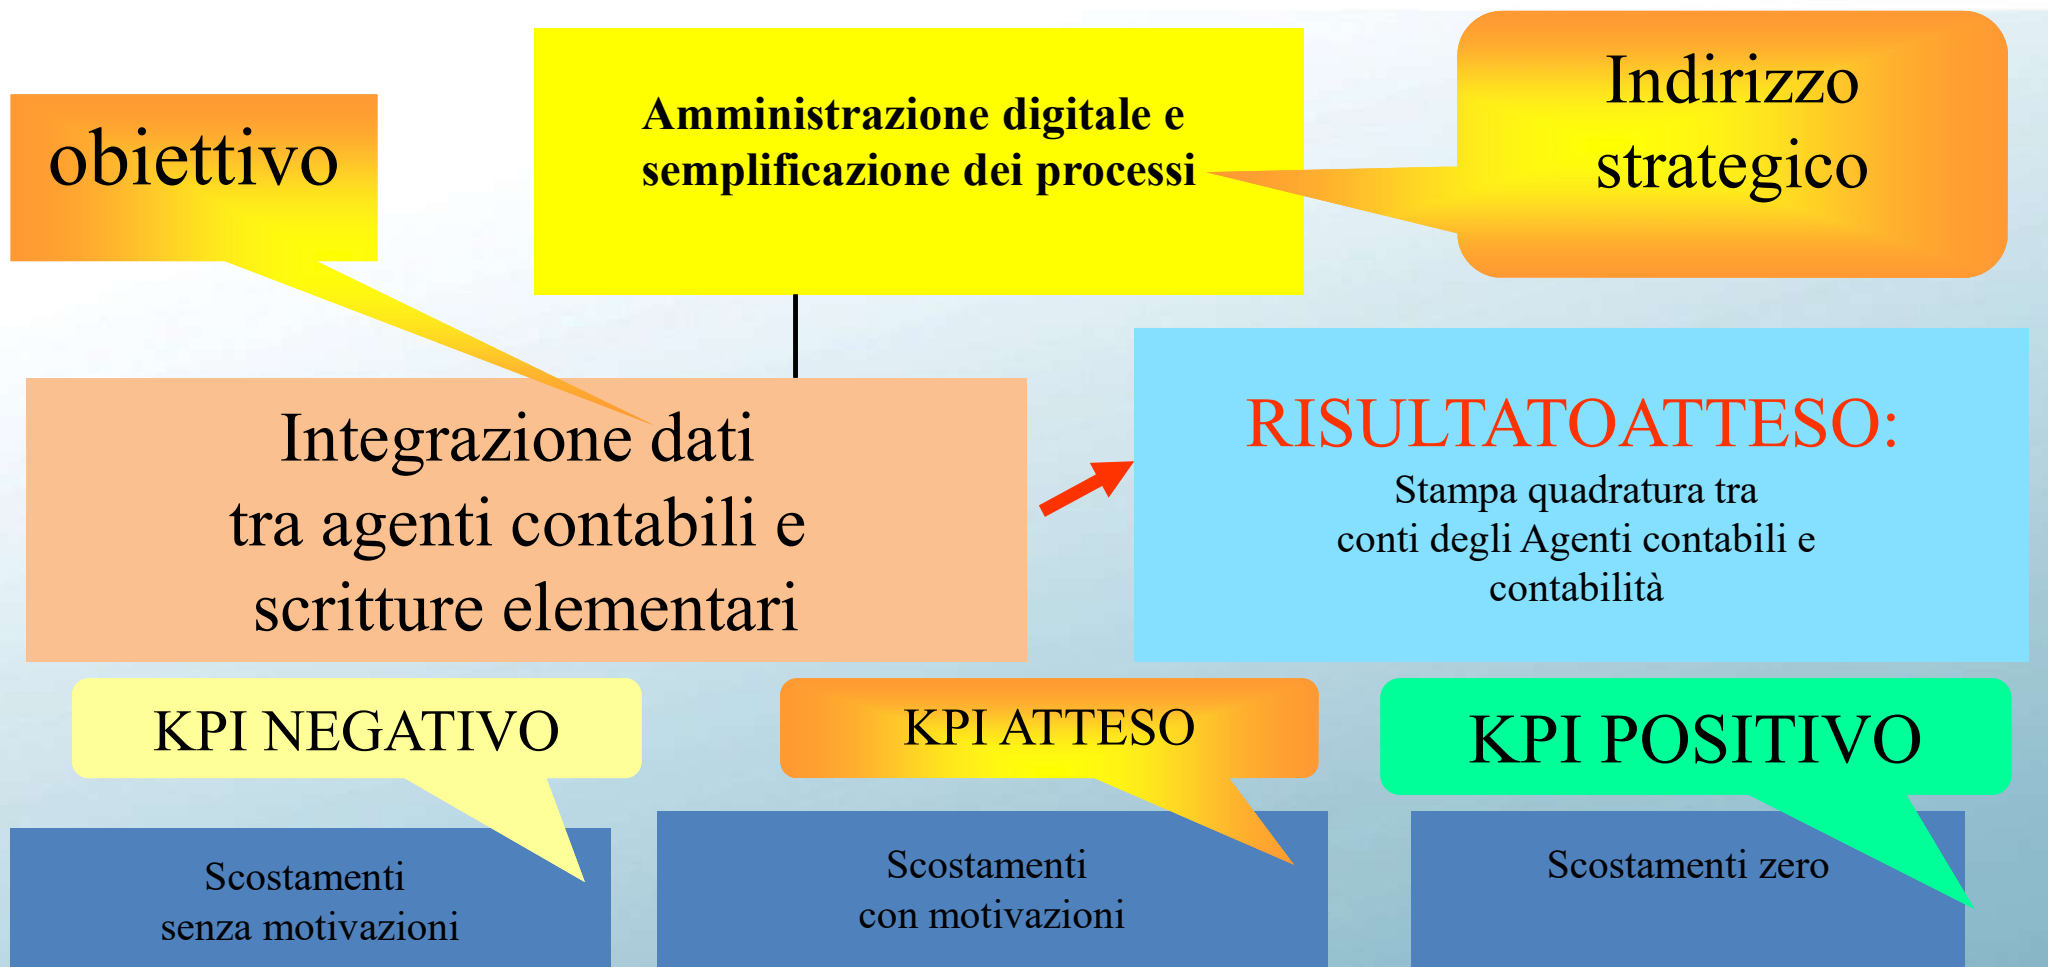 Indirizzo
strategico
Amministrazione digitale e
semplificazione dei processi
obiettivo
Integrazione dati
tra agenti contabili e
scritture elementari
RISULTATOATTESO:
Stampa quadratura tra
conti degli Agenti contabili e
contabilità
KPI NEGATIVO
KPI ATTESO
KPI POSITIVO
Scostamenti
senza motivazioni
Scostamenti
con motivazioni
Scostamenti zero